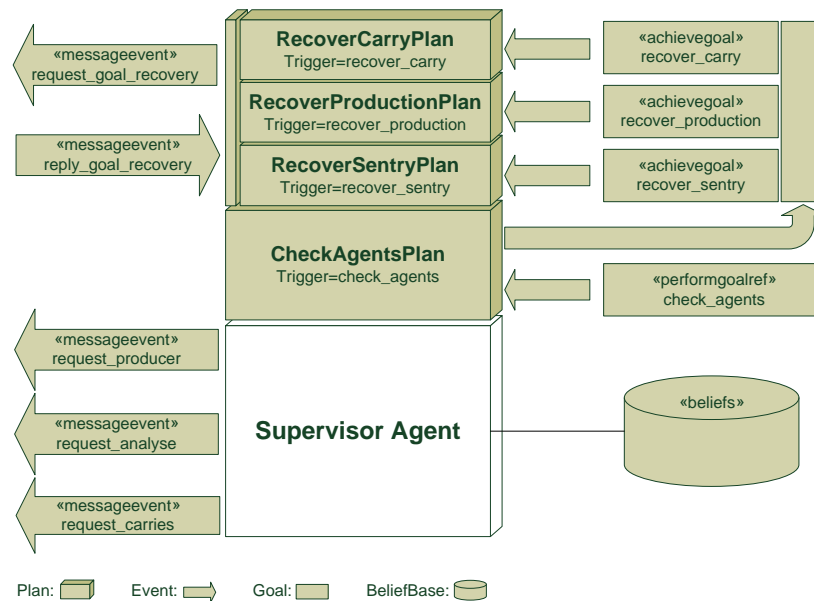 «messageevent»
request_goal_recovery
RecoverCarryPlan
Trigger=recover_carry
«achievegoal»
recover_carry
RecoverProductionPlan
Trigger=recover_production
«achievegoal»
recover_production
«messageevent»
reply_goal_recovery
RecoverSentryPlan
Trigger=recover_sentry
«achievegoal»
recover_sentry
CheckAgentsPlan
Trigger=check_agents
«performgoalref»
check_agents
«messageevent»
request_producer
«messageevent»
request_analyse
«messageevent»
request_carries
Supervisor Agent
«beliefs»
Plan:
Event:
Goal:
BeliefBase: